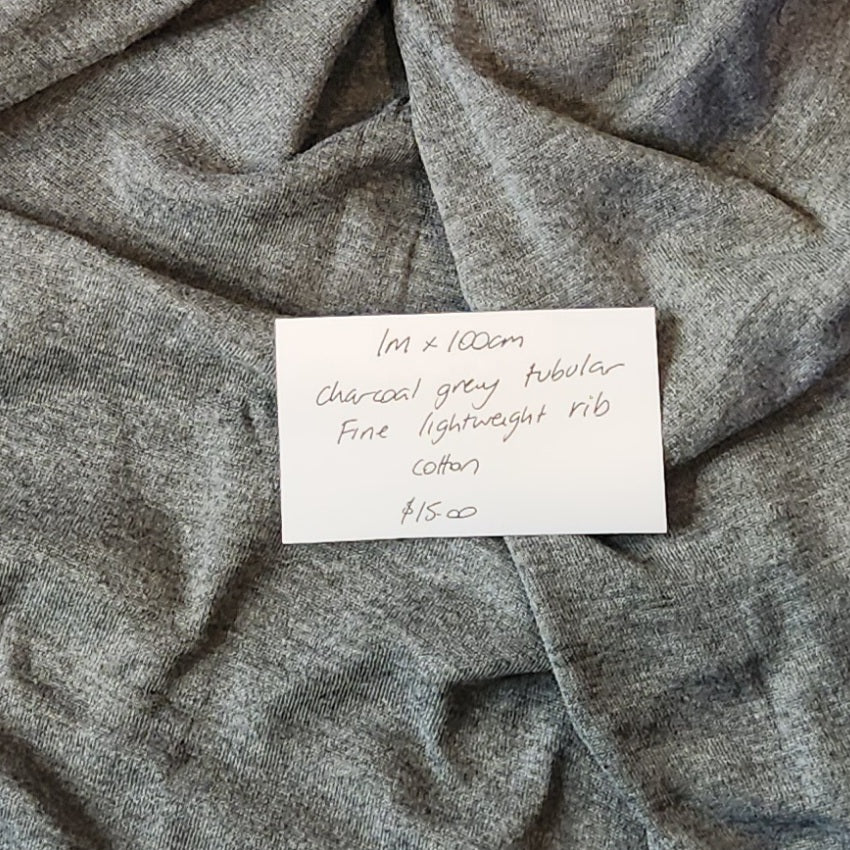 1m x 100cm
charcoal grey tubular
Fine lightweight rib
cotton
$15.00